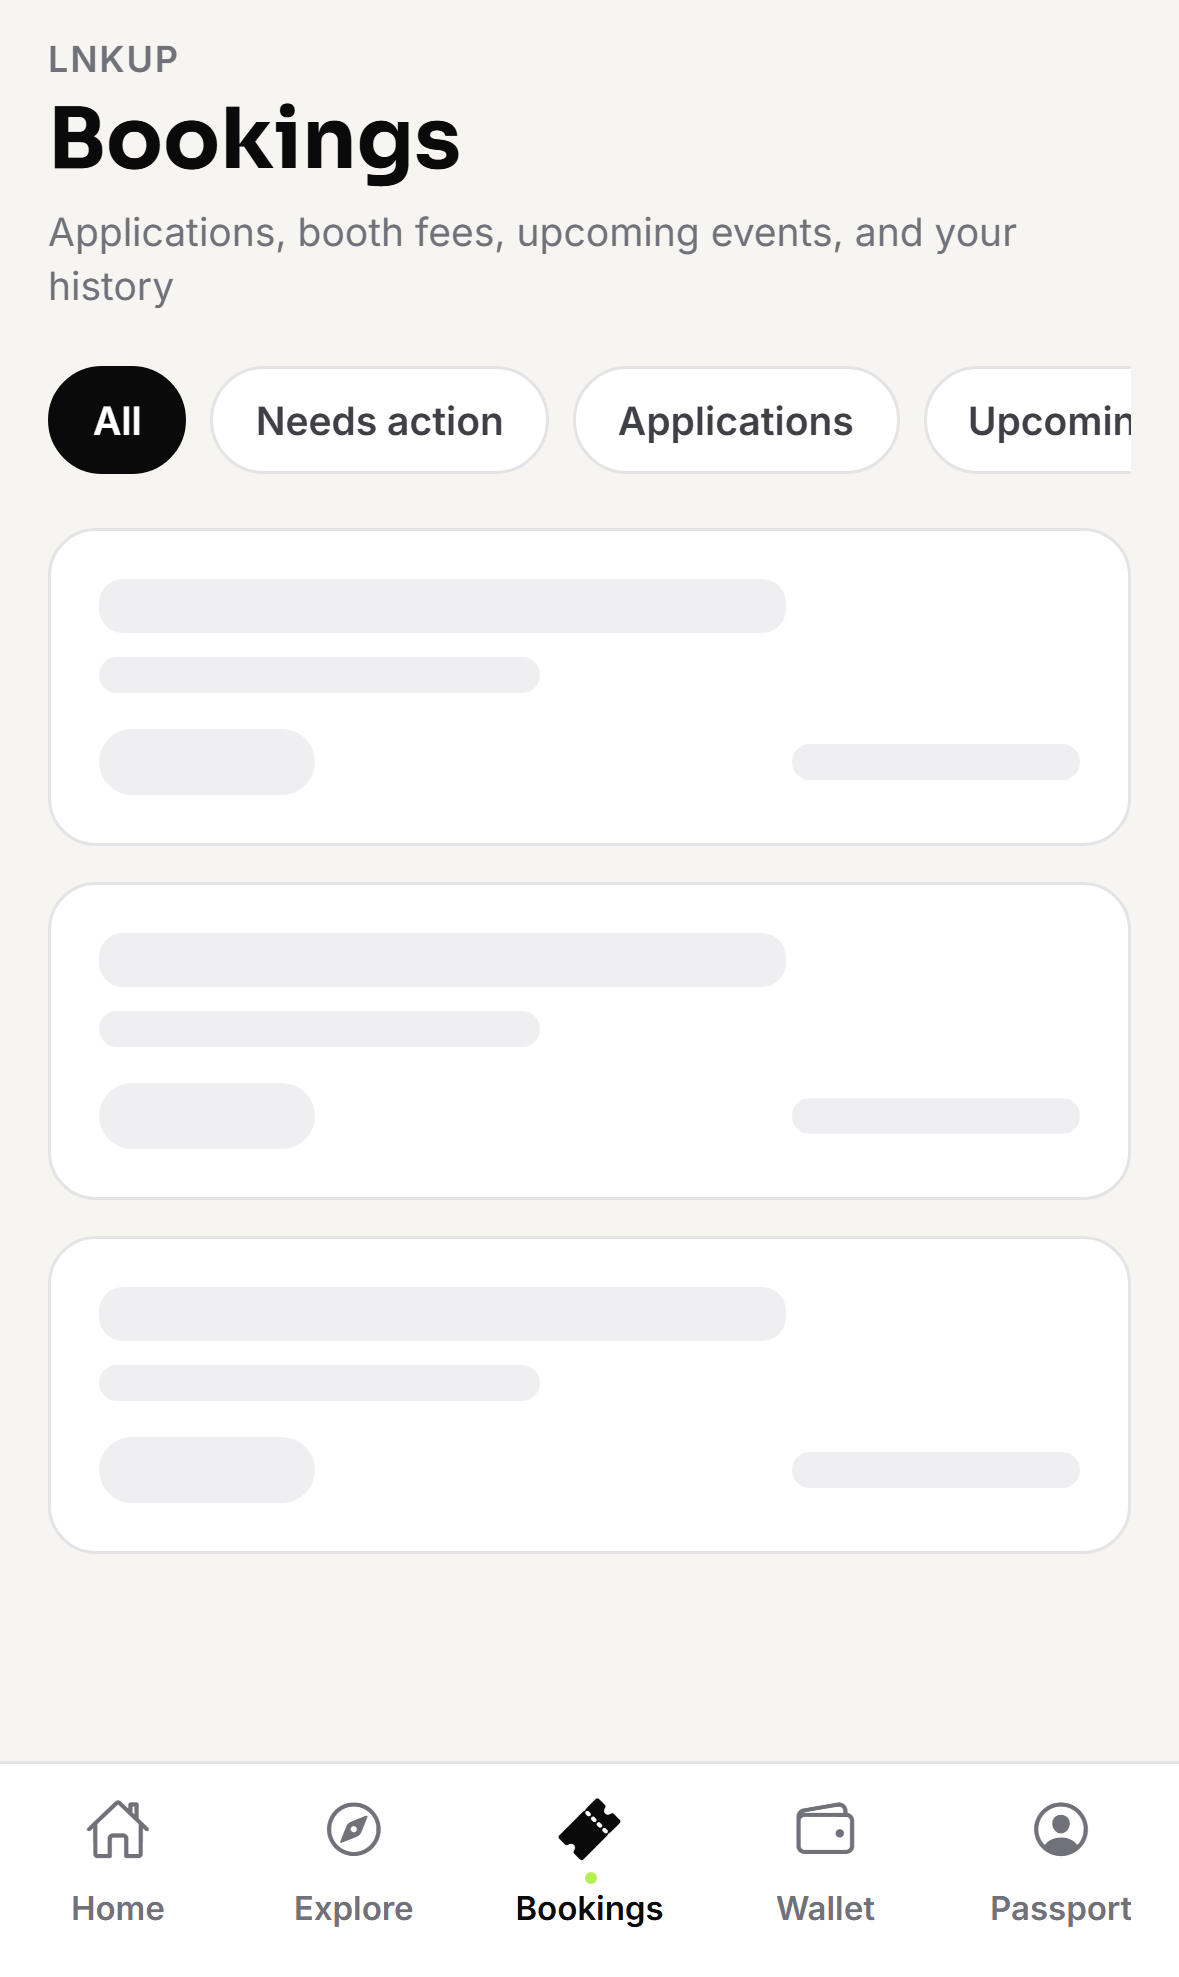 LNKUP
Bookings
Applications, booth fees, upcoming events, and your
history
All
Needs action
Applications
Upcomin
Home
Explore
Bookings
Wallet
Passport